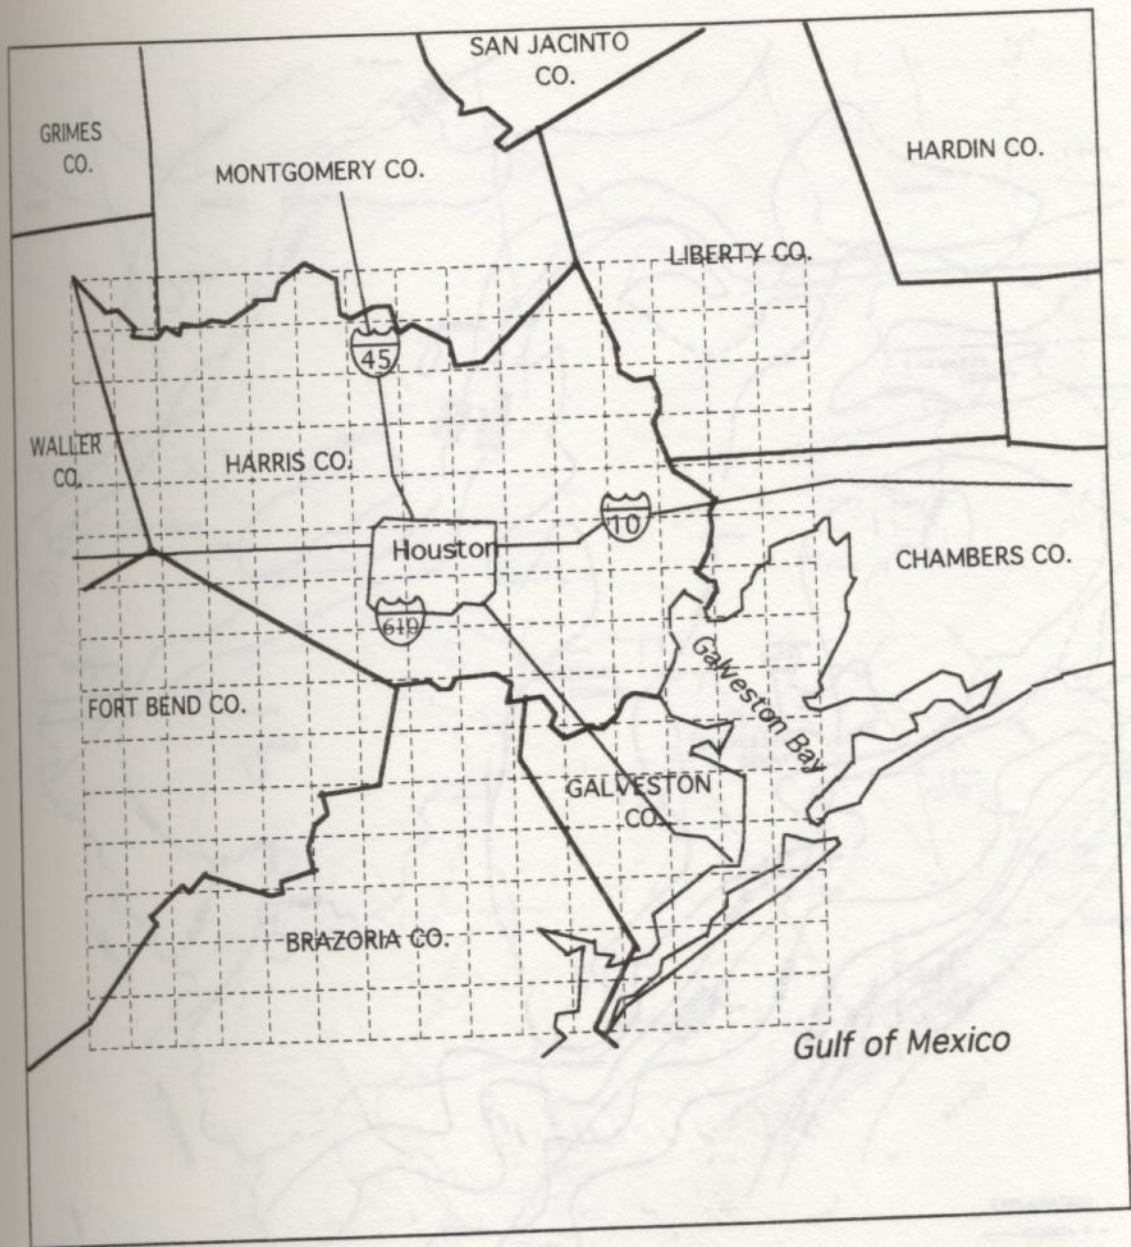 SAN JACINTO
CO.
GRIMES
CO.
HARDIN CO.
MONTGOMERY CO.
LIBERTY CO.
45
WALLER
CO.
HARRIS CO.
10
Houston
CHAMBERS CO.
610
Galveston Bay
FORT BEND CO.
GALVESTON
CO.
BRAZORIA CO.
Gulf of Mexico